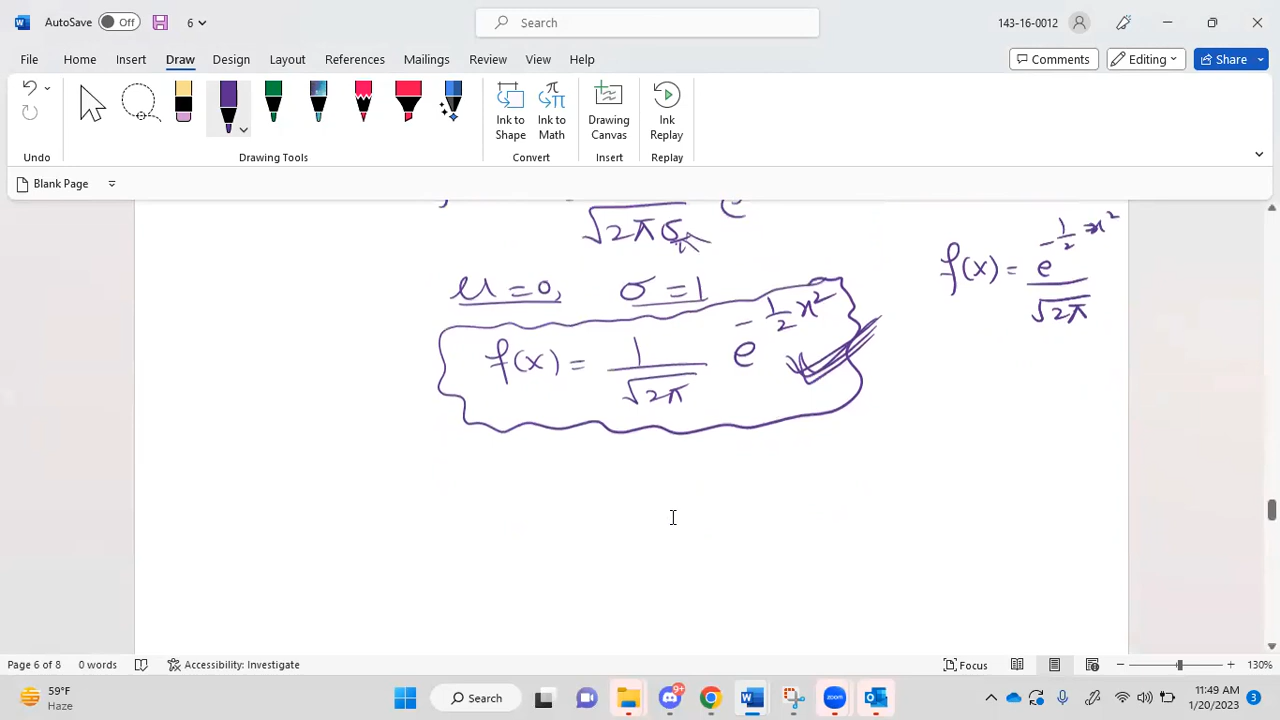 AutoSave Off 6 Search 143-16-0012
File Home Insert Draw Design Layout References Mailings Review View Help Comments Editing Share
Undo Drawing Tools Ink to Shape Ink to Math Convert Drawing Canvas Insert Ink Replay Replay
Blank Page
√2π σ e
μ = 0, σ = 1
f(x) = 1/√2π e^(-1/2 x²)
f(x) = e^(-1/2 x²)/√2π
Page 6 of 8 0 words Accessibility: Investigate Focus 130%
59°F Haze Search 9+ 11:49 AM 1/20/2023 3